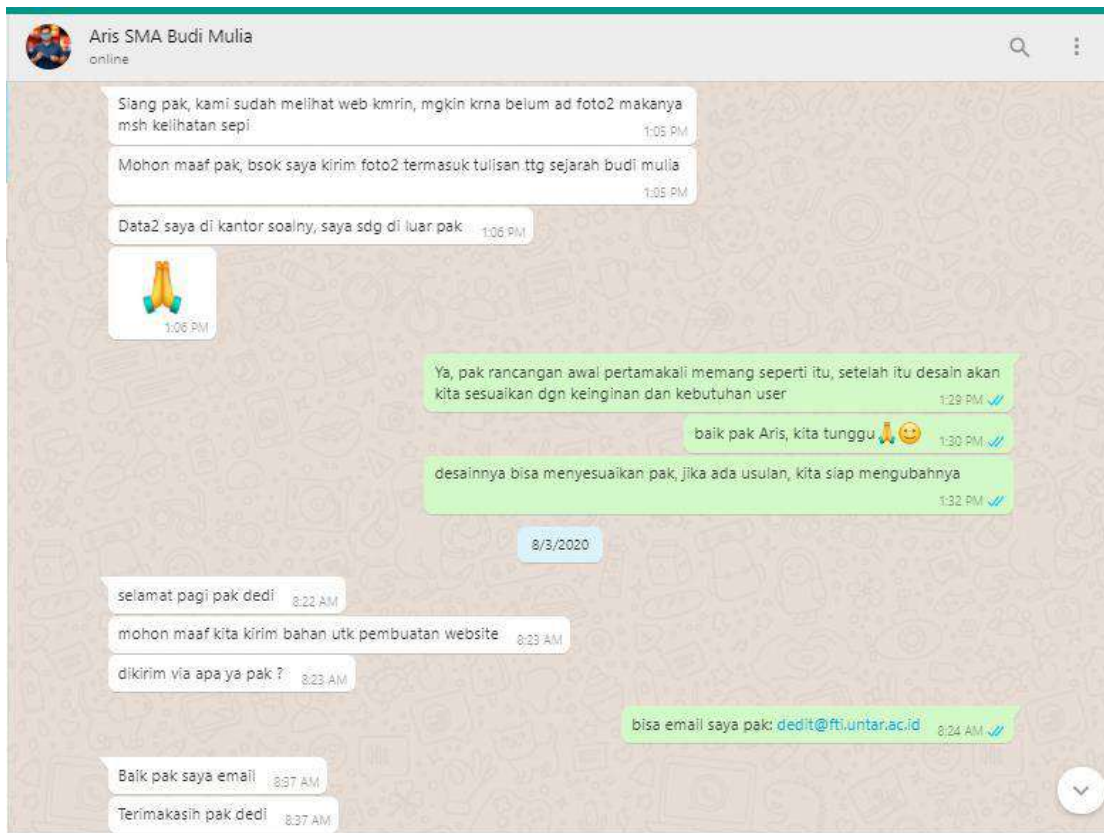 Aris SMA Budi Mulia
online
Siang pak, kami sudah melihat web kmrin, mgkin krna belum ad foto2 makanya
msh kelihatan sepi
1:05 PM
Mohon maaf pak, bsok saya kirim foto2 termasuk tulisan ttg sejarah budi mulia
1:05 PM
Data2 saya di kantor soalny, saya sdg di luar pak 1:06 PM
1:06 PM
Ya, pak rancangan awal pertamakali memang seperti itu, setelah itu desain akan
kita sesuaikan dgn keinginan dan kebutuhan user
1:29 PM
baik pak Aris, kita tunggu🙏🙂 1:30 PM
desainnya bisa menyesuaikan pak, jika ada usulan, kita siap mengubahnya
1:32 PM
8/3/2020
selamat pagi pak dedi 8:22 AM
mohon maaf kita kirim bahan utk pembuatan website 8:23 AM
dikirim via apa ya pak ? 8:23 AM
bisa email saya pak: dedit@fti.untar.ac.id 8:24 AM
Baik pak saya email 8:37 AM
Terimakasih pak dedi 8:37 AM